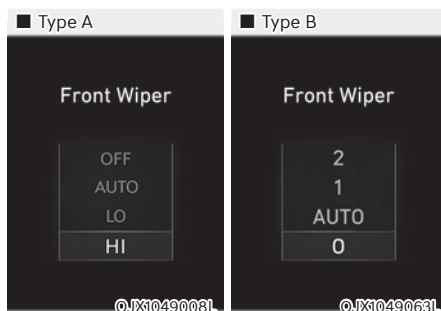 ■ Type A
Front Wiper
OFF
AUTO
LO
HI
OJX1049008L
■ Type B
Front Wiper
2
1
AUTO
0
OJX1049063L